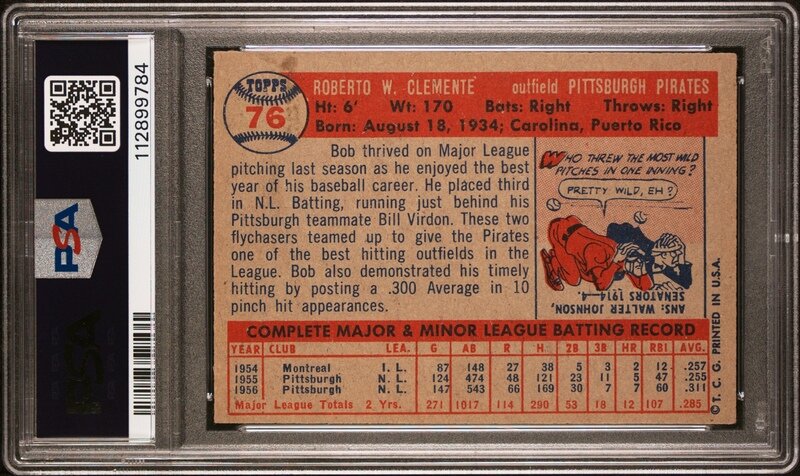 112899784
PSA
TOPPS
76
ROBERTO W. CLEMENTE outfield PITTSBURGH PIRATES
Ht: 6' Wt: 170 Bats: Right Throws: Right
Born: August 18, 1934; Carolina, Puerto Rico
Bob thrived on Major League
pitching last season as he enjoyed the best
year of his baseball career. He placed third
in N.L. Batting, running just behind his
Pittsburgh teammate Bill Virdon. These two
flychasers teamed up to give the Pirates
one of the best hitting outfields in the
League. Bob also demonstrated his timely
hitting by posting a .300 Average in 10
pinch hit appearances.
WHO THREW THE MOST WILD
PITCHES IN ONE INNING?
PRETTY WILD, EH?
ANS: WALTER JOHNSON,
SENATORS 1914—4.
COMPLETE MAJOR & MINOR LEAGUE BATTING RECORD
YEAR CLUB LEA. G AB R H 2B 3B HR RBI AVG.
1954 Montreal I. L. 87 148 27 38 5 3 2 12 .257
1955 Pittsburgh N. L. 124 474 48 121 23 11 5 47 .255
1956 Pittsburgh N. L. 147 543 66 169 30 7 7 60 .311
Major League Totals 2 Yrs. 271 1017 114 290 53 18 12 107 .285
© T. C. G. PRINTED IN U.S.A.